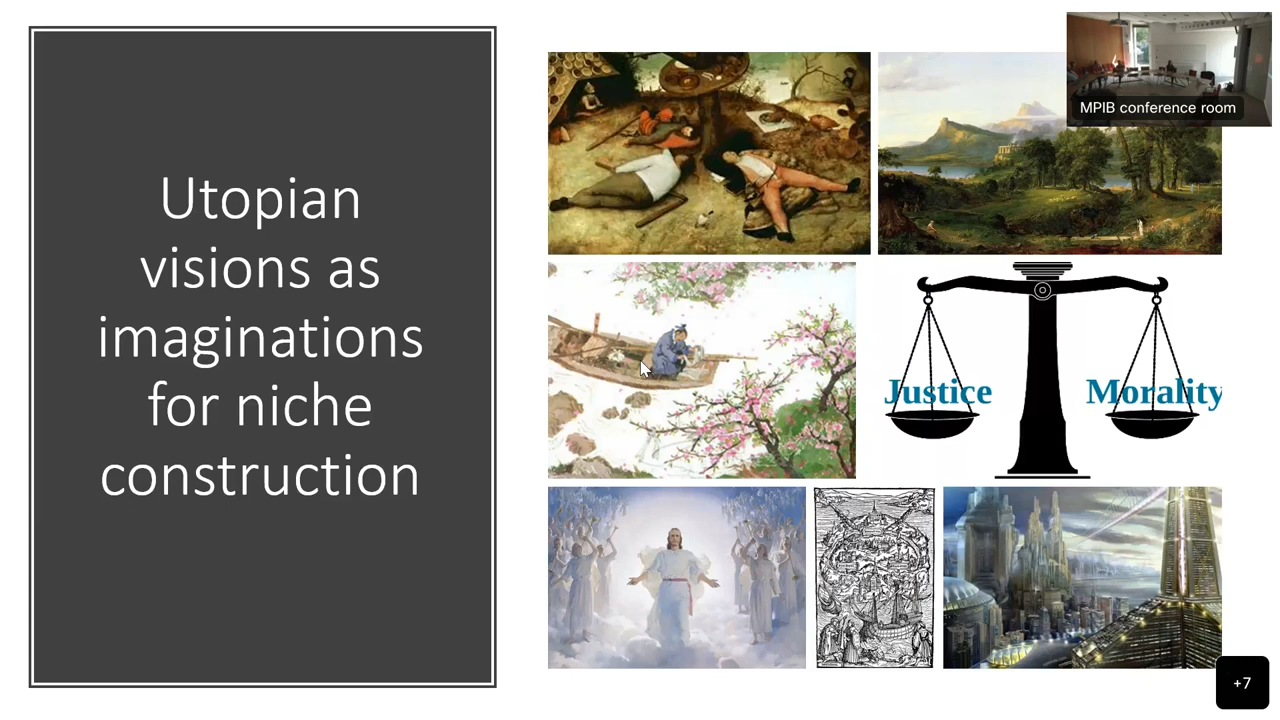 Utopian
visions as
imaginations
for niche
construction
MPIB conference room
Justice
Morality
+7